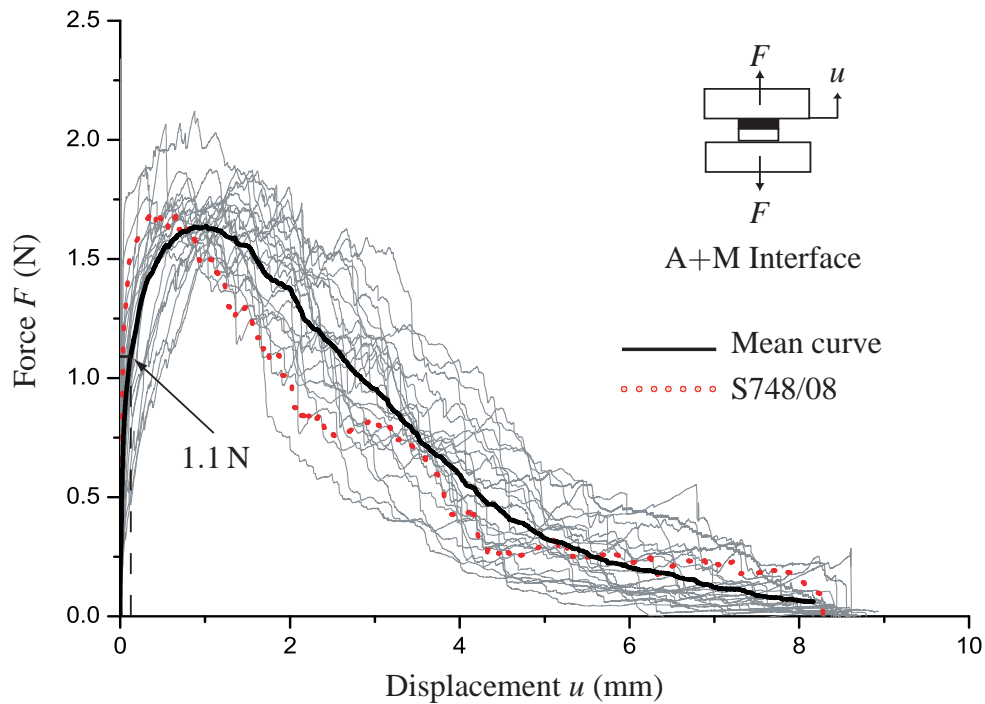 2.5
2.0
1.5
1.0
0.5
0.0
Force F (N)
0
2
4
6
8
10
Displacement u (mm)
1.1 N
F
u
F
A+M Interface
Mean curve
S748/08